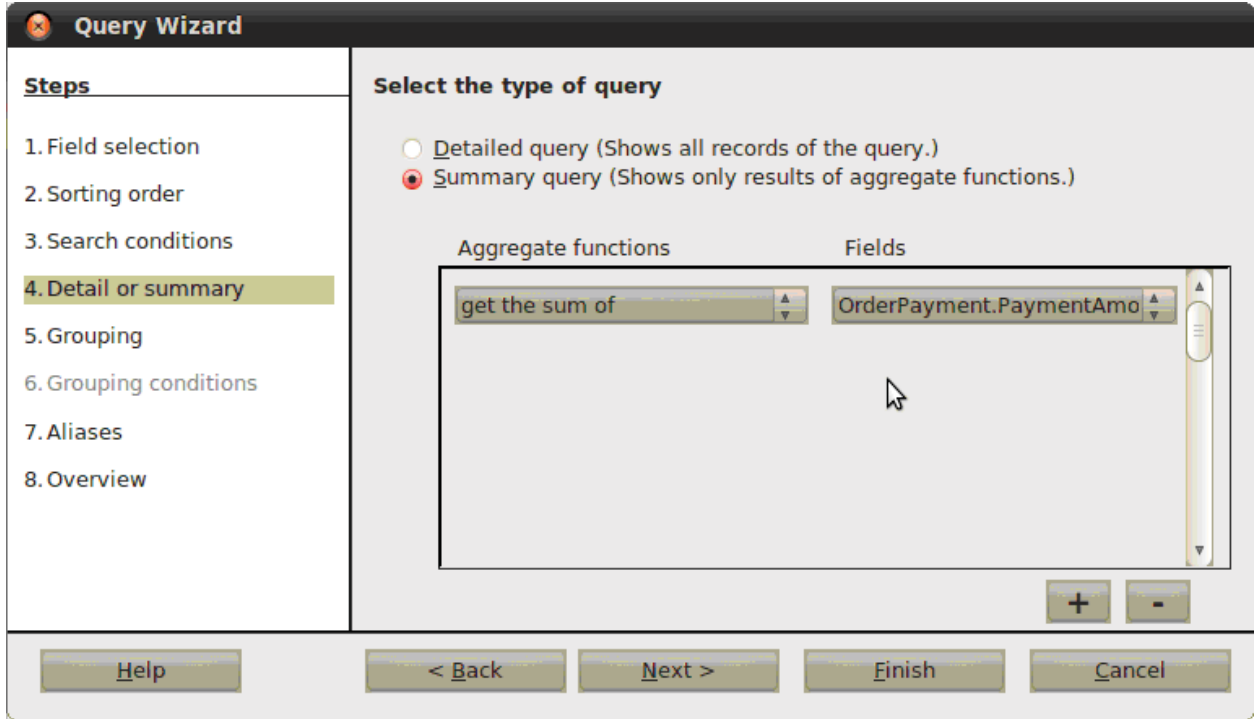 Query Wizard
Steps
1. Field selection
2. Sorting order
3. Search conditions
4. Detail or summary
5. Grouping
6. Grouping conditions
7. Aliases
8. Overview
Select the type of query
Detailed query (Shows all records of the query.)
Summary query (Shows only results of aggregate functions.)
Aggregate functions Fields
get the sum of OrderPayment.PaymentAmo
+ -
Help < Back Next > Finish Cancel